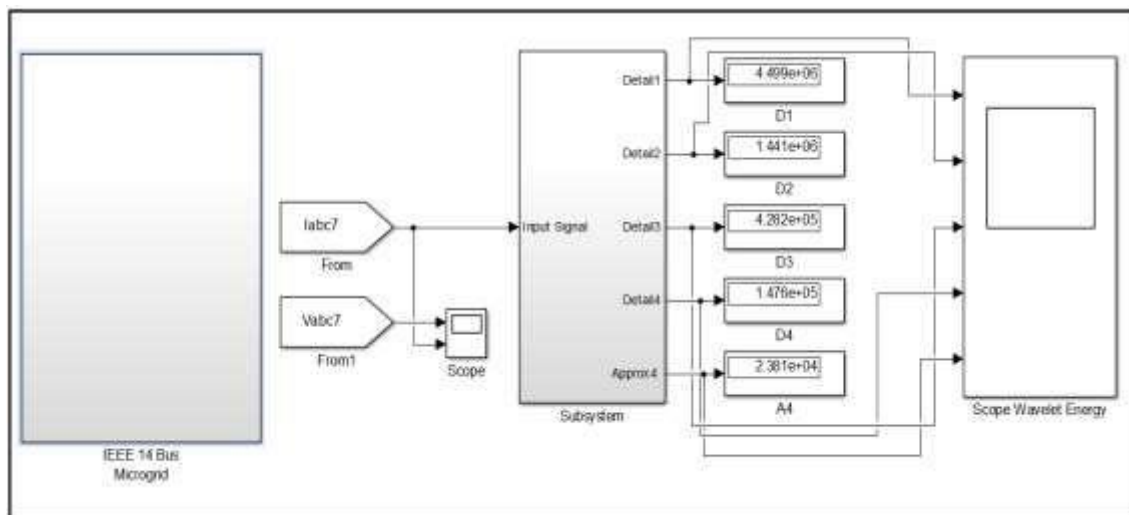 IEEE 14 Bus
Microgrid
Iabc7
From
Vabc7
From1
Scope
Input Signal
Detail1
Detail2
Detail3
Detail4
Approx4
Subsystem
4.499e+06
D1
1.441e+06
D2
4.282e+05
D3
1.476e+05
D4
2.381e+04
A4
Scope Wavelet Energy